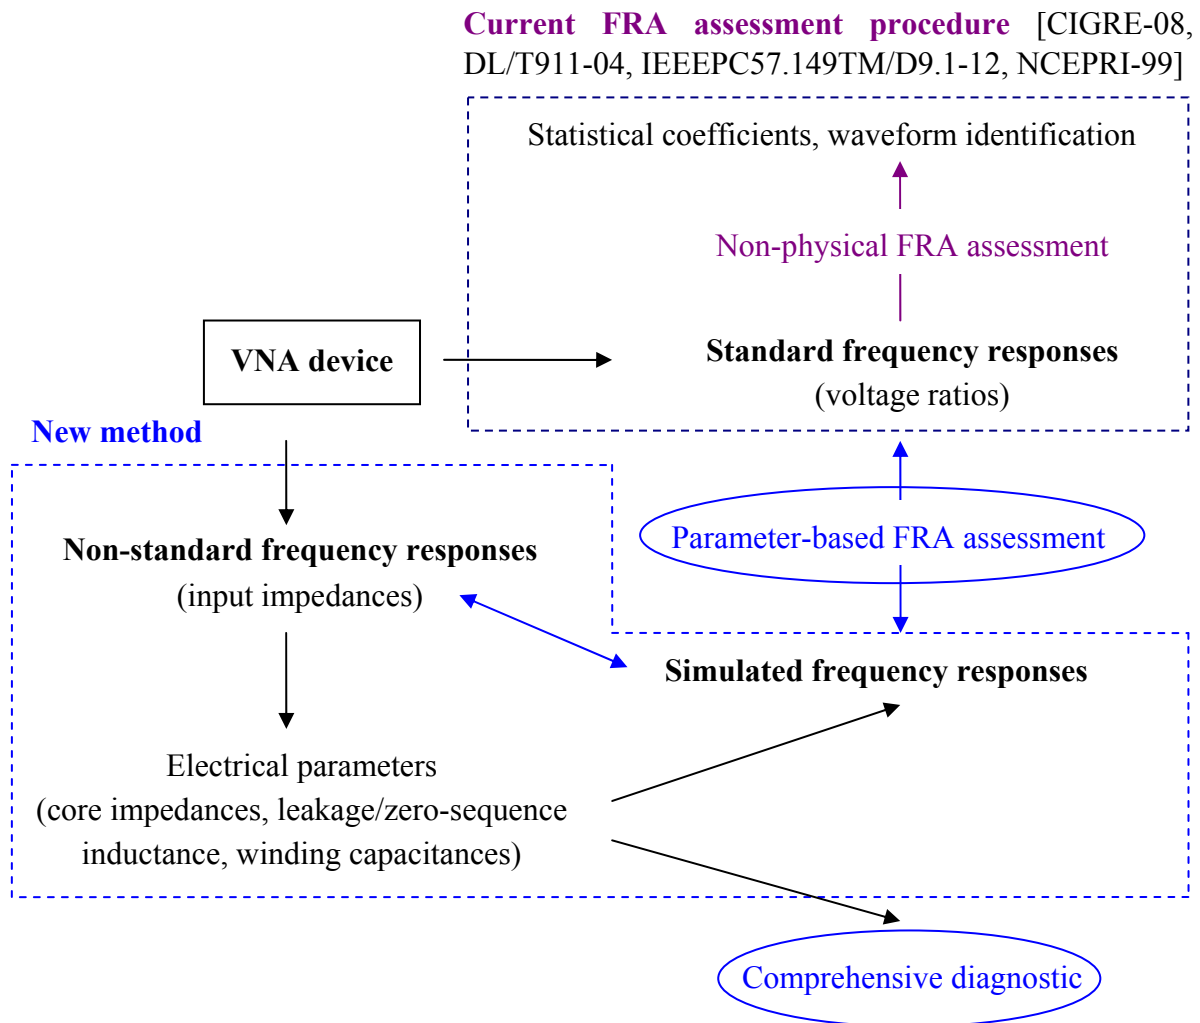 Current FRA assessment procedure [CIGRE-08,
DL/T911-04, IEEEPC57.149TM/D9.1-12, NCEPRI-99]
Statistical coefficients, waveform identification
Non-physical FRA assessment
VNA device
Standard frequency responses
(voltage ratios)
New method
Parameter-based FRA assessment
Non-standard frequency responses
(input impedances)
Simulated frequency responses
Electrical parameters
(core impedances, leakage/zero-sequence
inductance, winding capacitances)
Comprehensive diagnostic